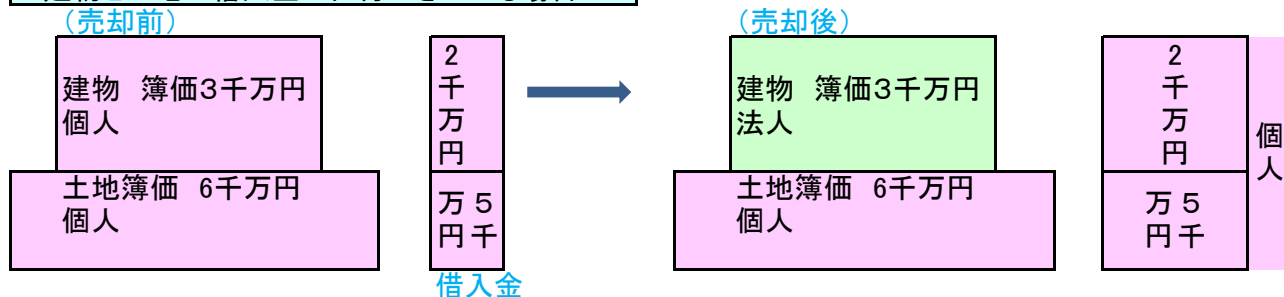 (売却前)
建物 簿価3千万円
個人
土地簿価 6千万円
個人
2千万円
5千万円
借入金
(売却後)
建物 簿価3千万円
法人
土地簿価 6千万円
個人
2千万円
5千万円
個人